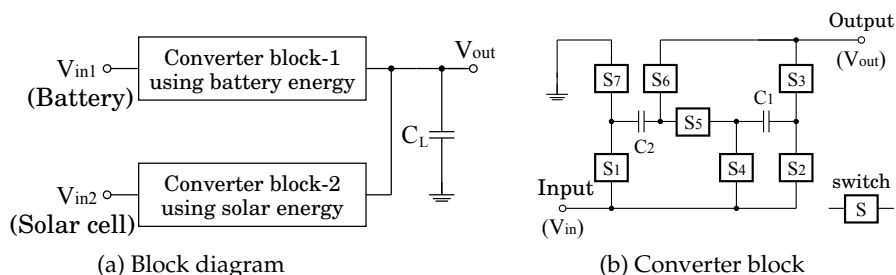 Vin1
(Battery)
Converter block-1
using battery energy
Vout
CL
Vin2
(Solar cell)
Converter block-2
using solar energy
(a) Block diagram
Output
(Vout)
S7
S6
S3
C1
S5
C2
S1
S4
S2
Input
(Vin)
switch
S
(b) Converter block